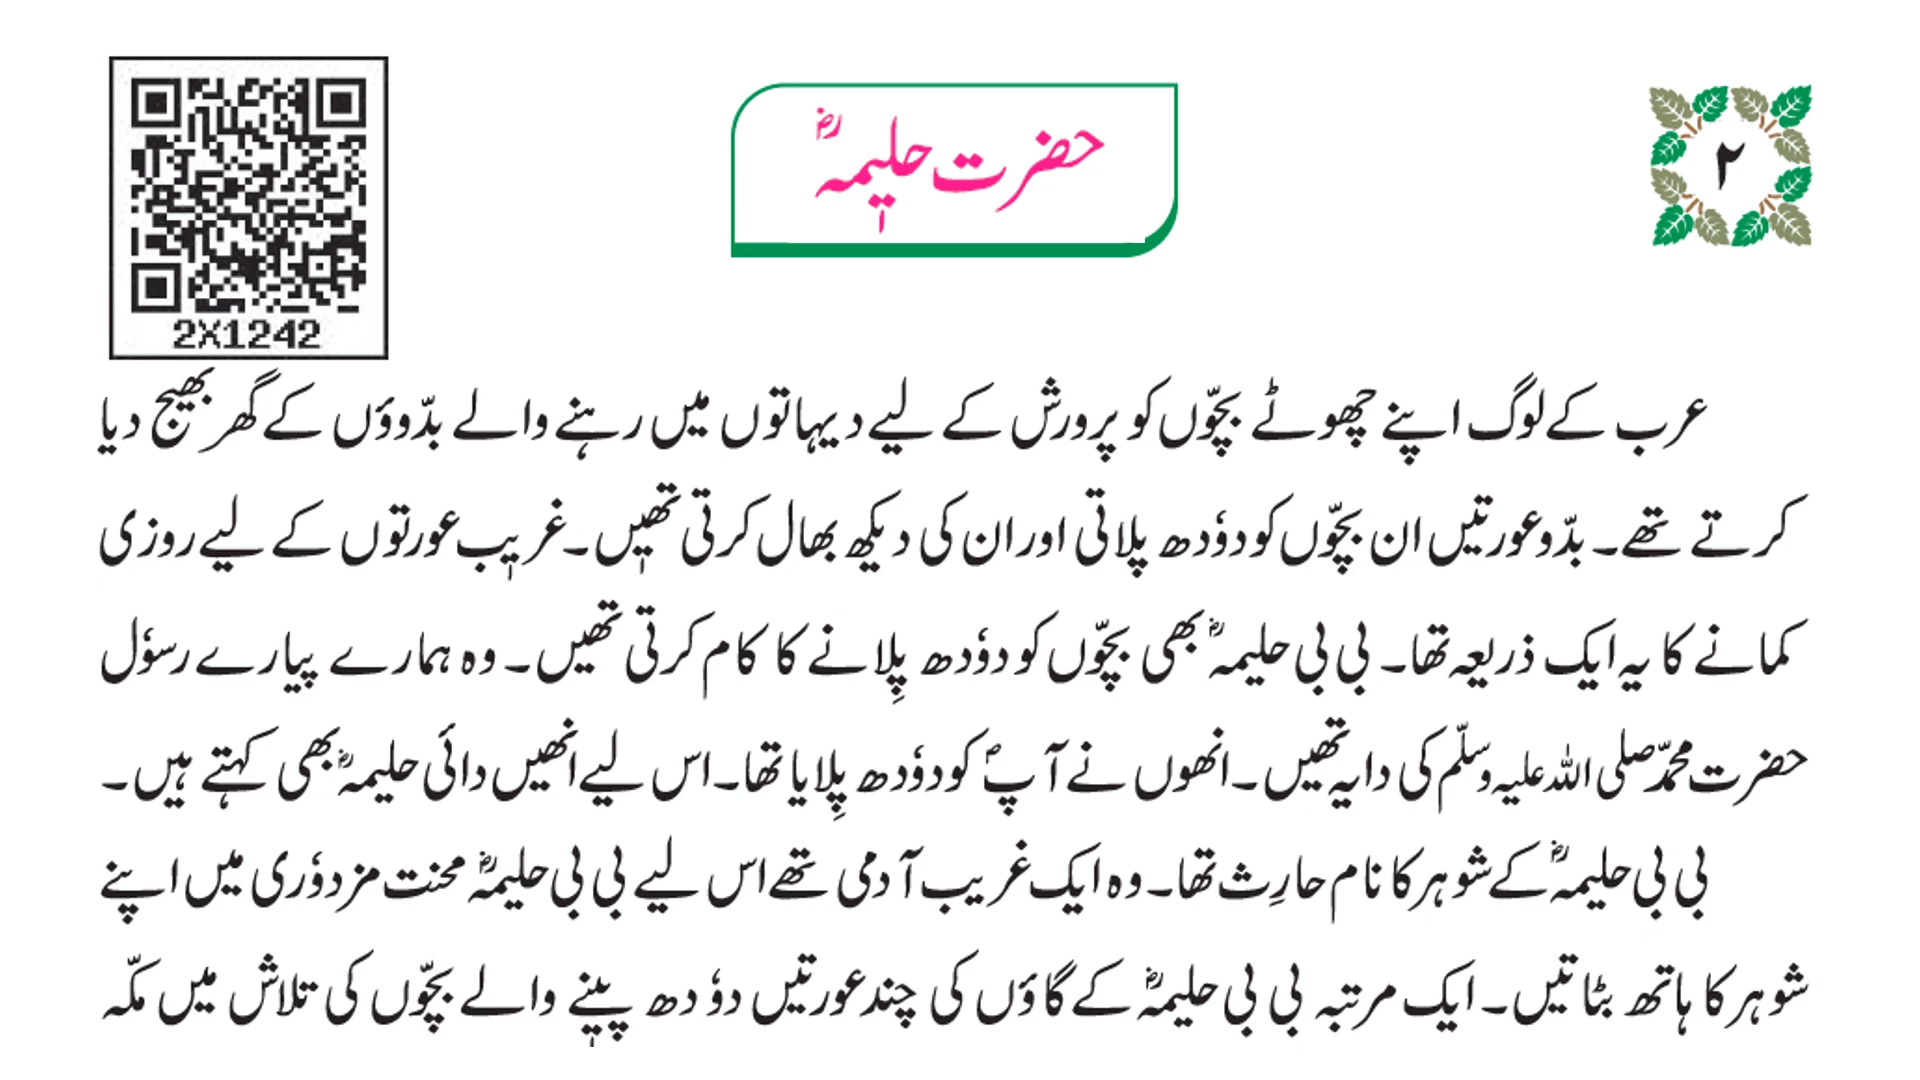 ۲
حضرت حلیمہؓ
2X1242
عرب کے لوگ اپنے چھوٹے بچّوں کو پرورش کے لیے دیہاتوں میں رہنے والے بدّوؤں کے گھر بھیج دیا
کرتے تھے۔ بدّو عورتیں ان بچّوں کو دوٗدھ پلاتی اور ان کی دیکھ بھال کرتی تھیٖں۔ غریٖب عورتوں کے لیے روزی
کمانے کا یہ ایک ذریعہ تھا۔ بی بی حلیمہؓ بھی بچّوں کو دوٗدھ پِلانے کا کام کرتی تھیں۔ وہ ہمارے پیارے رسوٗل
حضرت محمّد صلی اللہ علیہ وسلّم کی دایہ تھیں۔ انھوں نے آپؐ کو دوٗدھ پِلایا تھا۔ اس لیے انھیں دائی حلیمہؓ بھی کہتے ہیں۔
بی بی حلیمہؓ کے شوہر کا نام حارِث تھا۔ وہ ایک غریب آدمی تھے اس لیے بی بی حلیمہؓ محنت مزدوٗری میں اپنے
شوہر کا ہاتھ بٹاتیں۔ ایک مرتبہ بی بی حلیمہؓ کے گاؤں کی چند عورتیں دوٗدھ پیٖنے والے بچّوں کی تلاش میں مکّہ